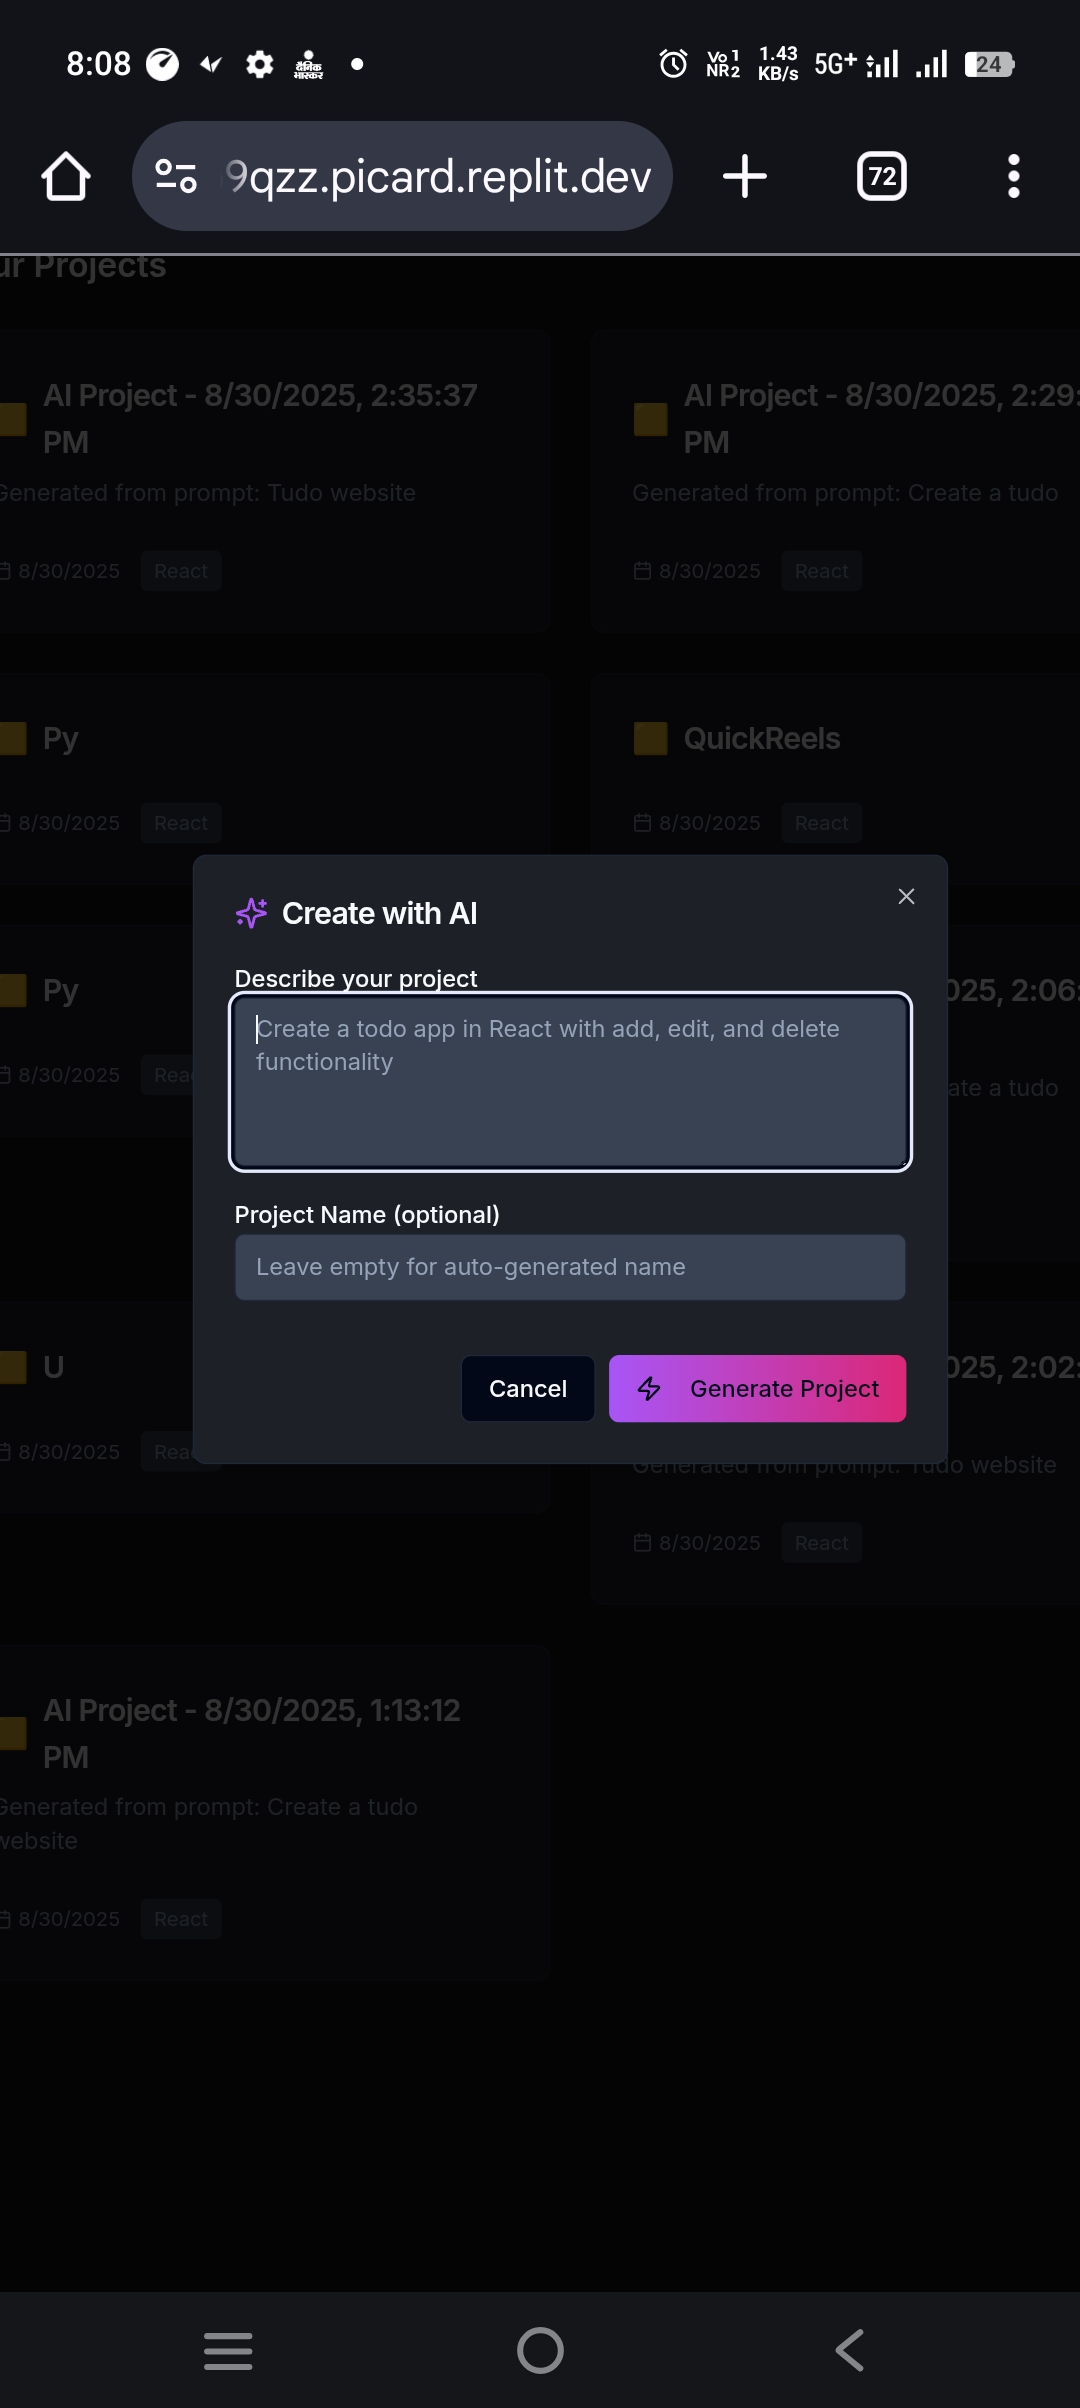 8:08
दैनिक
भास्कर
Vo 1
NR2
1.43
KB/s
5G+
24
9qzz.picard.replit.dev
72
ur Projects
AI Project - 8/30/2025, 2:35:37
PM
Generated from prompt: Tudo website
8/30/2025
React
AI Project - 8/30/2025, 2:29:
PM
Generated from prompt: Create a tudo
8/30/2025
React
Py
8/30/2025
React
QuickReels
8/30/2025
React
Py
8/30/2025
Reac
025, 2:06:
ate a tudo
Create with AI
Describe your project
Create a todo app in React with add, edit, and delete
functionality
Project Name (optional)
Leave empty for auto-generated name
Cancel
Generate Project
U
8/30/2025
Reac
025, 2:02:
Generated from prompt: Tudo website
8/30/2025
React
AI Project - 8/30/2025, 1:13:12
PM
Generated from prompt: Create a tudo
website
8/30/2025
React